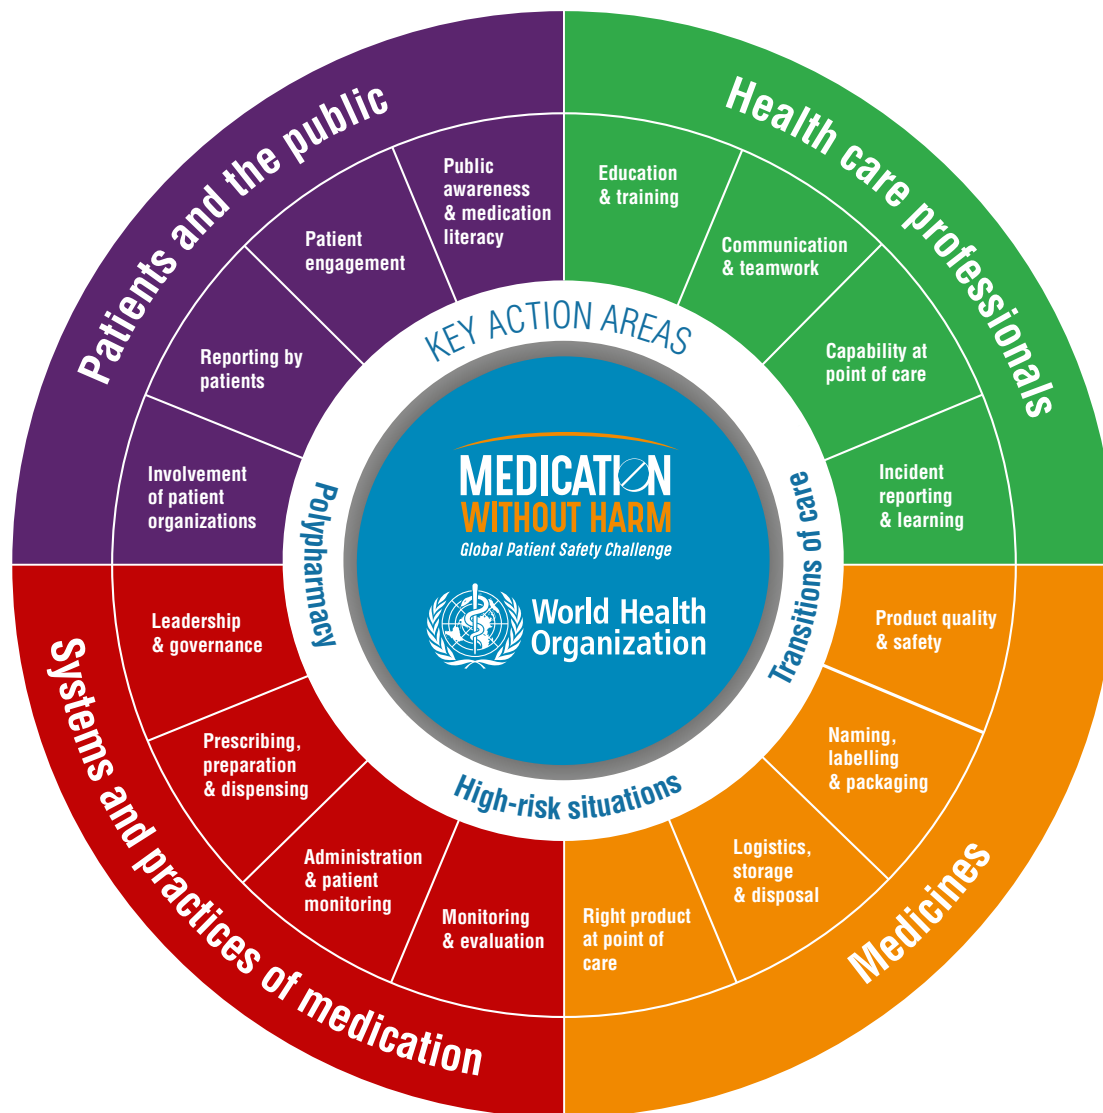 Patients and the public
Public
awareness
& medication
literacy
Patient
engagement
Reporting by
patients
Involvement
of patient
organizations
Health care professionals
Education
& training
Communication
& teamwork
Capability at
point of care
Incident
reporting
& learning
Medicines
Product quality
& safety
Naming,
labelling
& packaging
Logistics,
storage
& disposal
Right product
at point of
care
Systems and practices of medication
Leadership
& governance
Prescribing,
preparation
& dispensing
Administration
& patient
monitoring
Monitoring
& evaluation
KEY ACTION AREAS
Polypharmacy
Transitions of care
High-risk situations
MEDICATION
WITHOUT HARM
Global Patient Safety Challenge
World Health
Organization